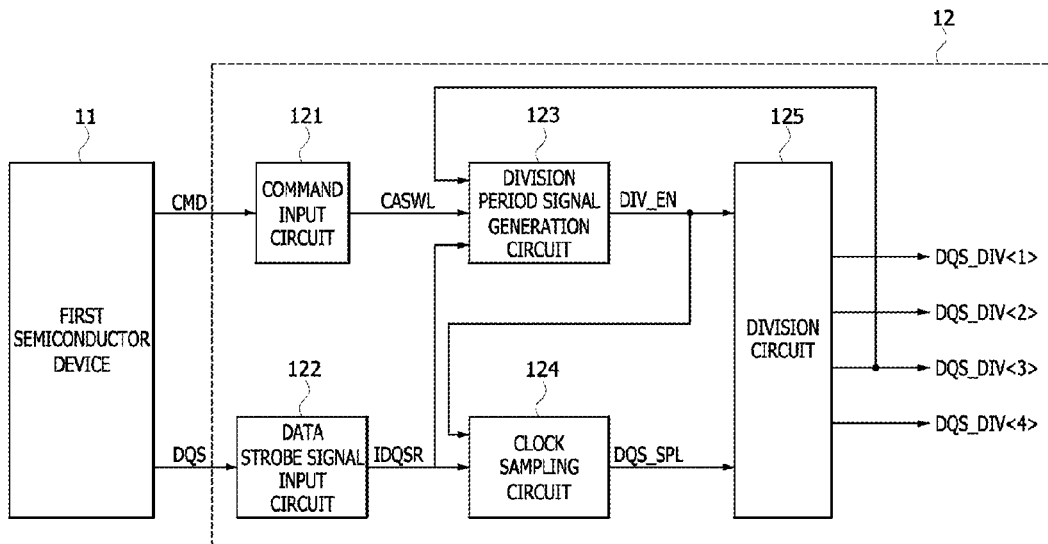 12
11
121
123
125
FIRST
SEMICONDUCTOR
DEVICE
CMD
COMMAND
INPUT
CIRCUIT
CASWL
DIVISION
PERIOD SIGNAL
GENERATION
CIRCUIT
DIV_EN
DIVISION
CIRCUIT
DQS_DIV<1>
DQS_DIV<2>
DQS_DIV<3>
DQS_DIV<4>
122
124
DQS
DATA
STROBE SIGNAL
INPUT
CIRCUIT
IDQSR
CLOCK
SAMPLING
CIRCUIT
DQS_SPL